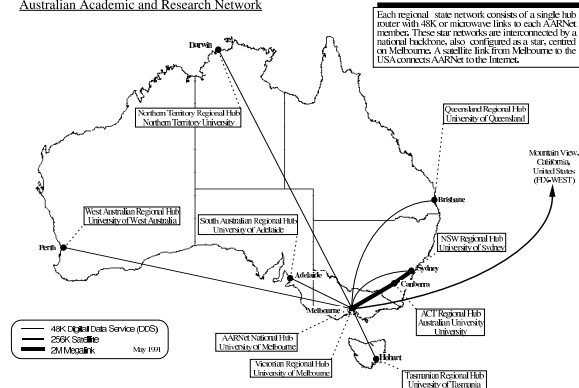 Australian Academic and Research Network
Each regional state network consists of a single hub
router with 48K or microwave links to each AARNet
member. These star networks are interconnected by a
national backbone, also configured as a star, centred
on Melbourne. A satellite link from Melbourne to the
USA connects AARNet to the Internet.
Darwin
Northern Territory Regional Hub
Northern Territory University
Queensland Regional Hub
University of Queensland
Mountain View,
California,
United States
(FIX-WEST)
Brisbane
West Australian Regional Hub
University of West Australia
South Australian Regional Hub
University of Adelaide
NSW Regional Hub
University of Sydney
Perth
Adelaide
Sydney
Canberra
Melbourne
ACT Regional Hub
Australian University
University
48K Digital Data Service (DDS)
256K Satellite
2M Megalink
May 1991
AARNet National Hub
University of Melbourne
Victorian Regional Hub
University of Melbourne
Hobart
Tasmanian Regional Hub
University of Tasmania